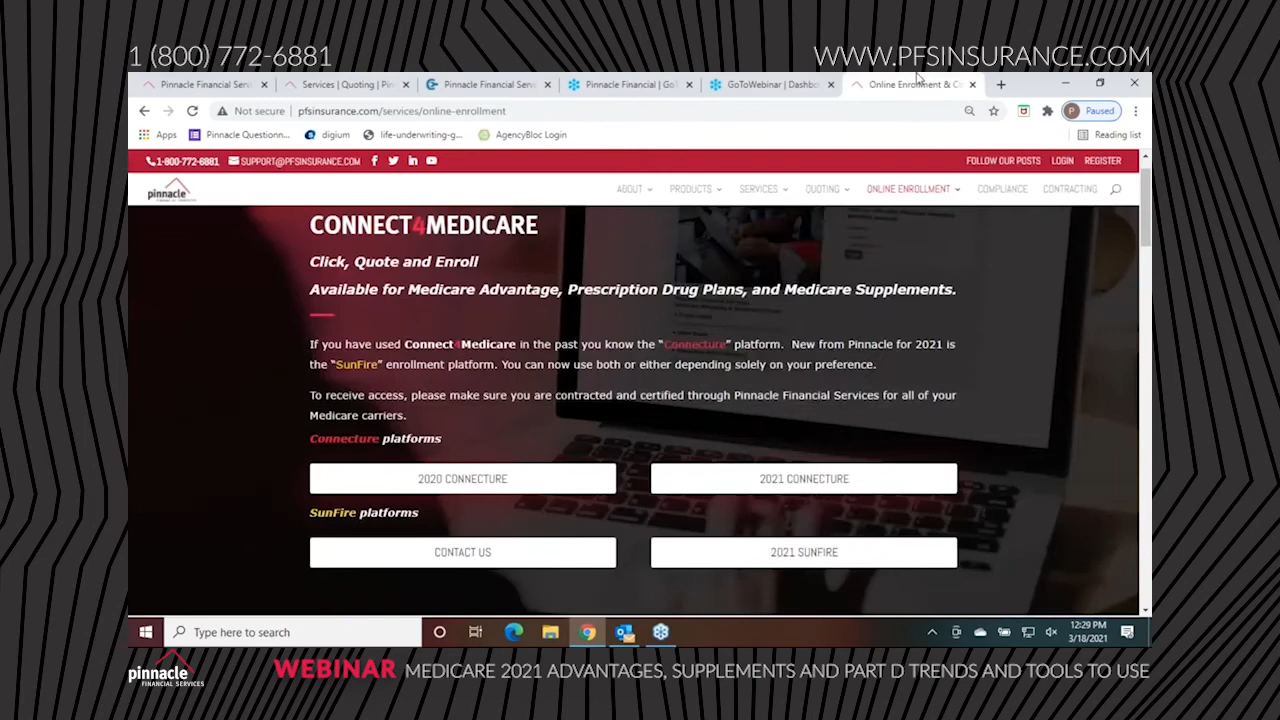 1 (800) 772-6881
WWW.PFSINSURANCE.COM
Pinnacle Financial Serv
Services | Quoting | Pi
Pinnacle Financial Serv
Pinnacle Financial | GoT
GoToWebinar | Dashbo
Online Enrollment & C
Not secure | pfsinsurance.com/services/online-enrollment
Paused
Apps
Pinnacle Questionn...
digium
life-underwriting-g...
AgencyBloc Login
Reading list
1-800-772-6881
SUPPORT@PFSINSURANCE.COM
FOLLOW OUR POSTS
LOGIN
REGISTER
pinnacle
ABOUT
PRODUCTS
SERVICES
QUOTING
ONLINE ENROLLMENT
COMPLIANCE
CONTRACTING
CONNECT4MEDICARE
Click, Quote and Enroll
Available for Medicare Advantage, Prescription Drug Plans, and Medicare Supplements.
If you have used Connect4Medicare in the past you know the “Connecture” platform. New from Pinnacle for 2021 is
the “SunFire” enrollment platform. You can now use both or either depending solely on your preference.
To receive access, please make sure you are contracted and certified through Pinnacle Financial Services for all of your
Medicare carriers.
Connecture platforms
2020 CONNECTURE
2021 CONNECTURE
SunFire platforms
CONTACT US
2021 SUNFIRE
Type here to search
12:29 PM
3/18/2021
pinnacle
FINANCIAL SERVICES
WEBINAR MEDICARE 2021 ADVANTAGES, SUPPLEMENTS AND PART D TRENDS AND TOOLS TO USE